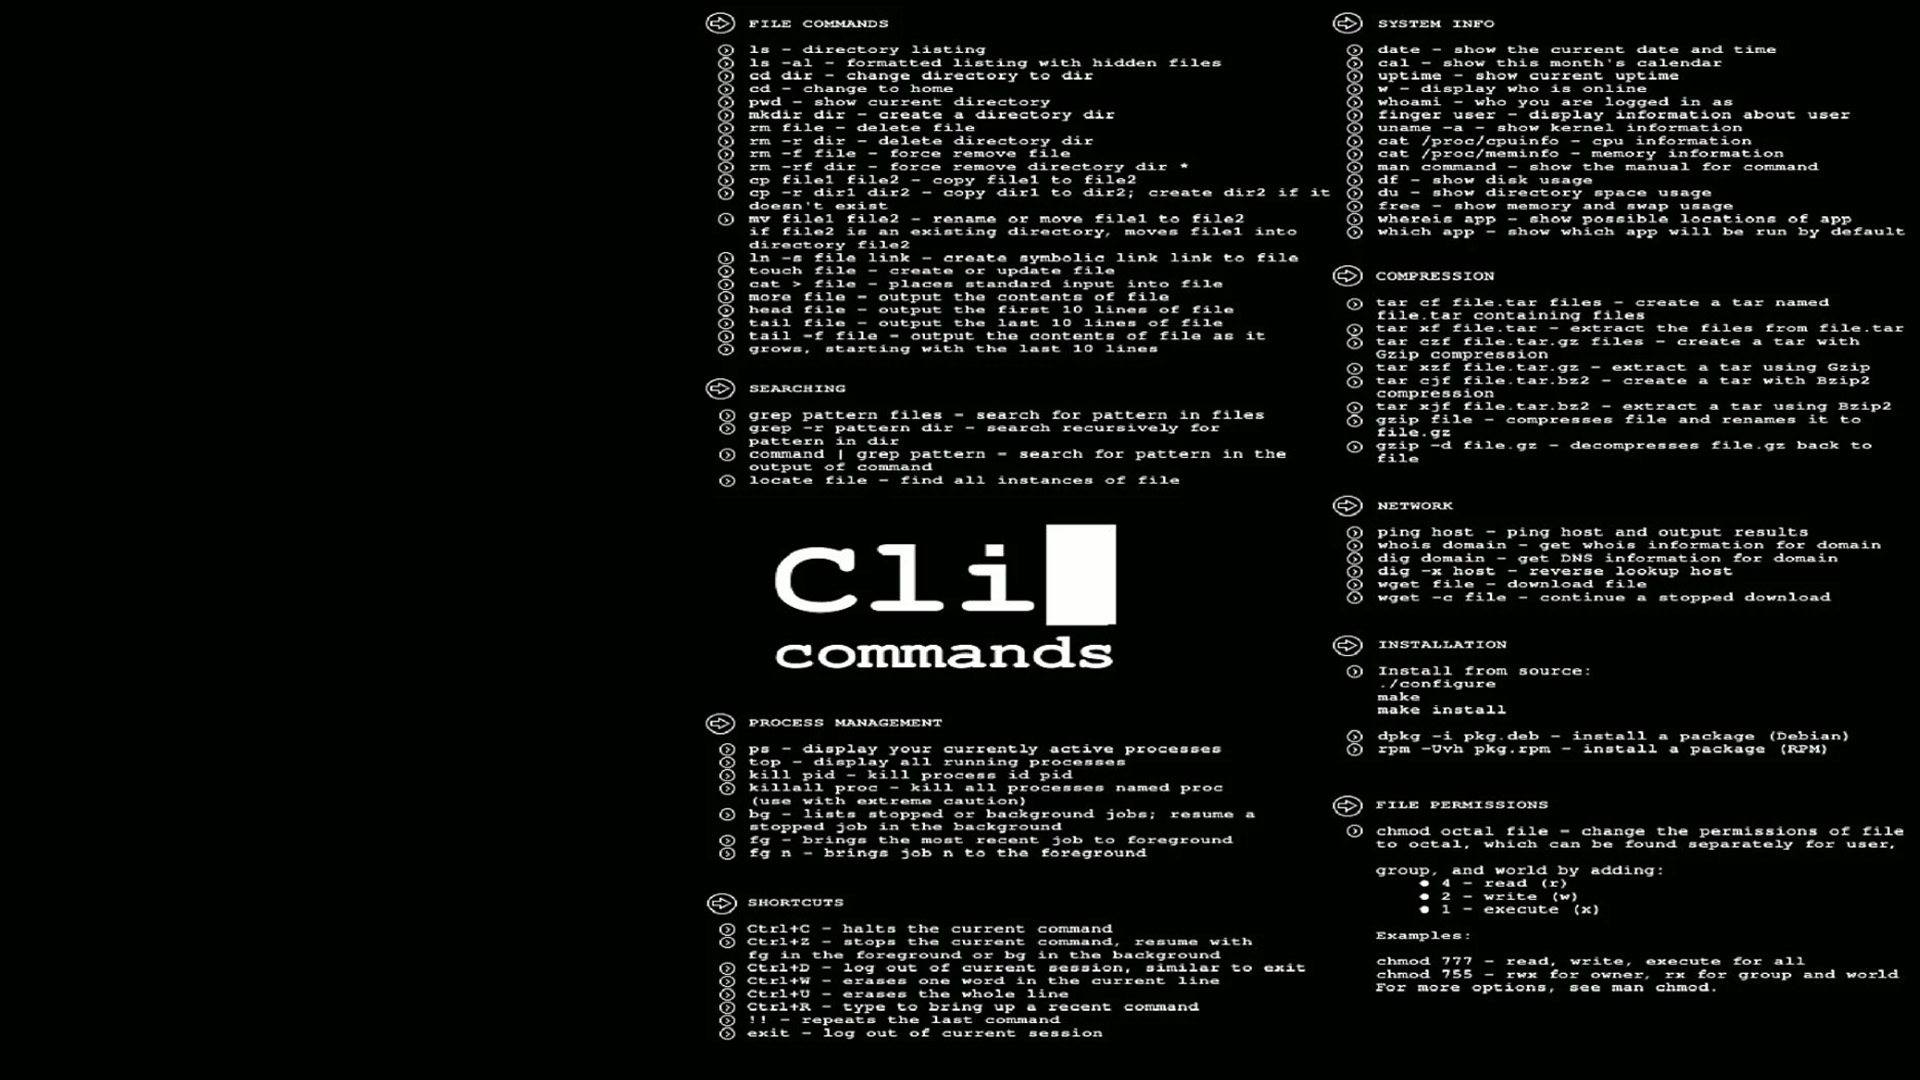 FILE COMMANDS
ls - directory listing
ls -al - formatted listing with hidden files
cd dir - change directory to dir
cd - change to home
pwd - show current directory
mkdir dir - create a directory dir
rm file - delete file
rm -r dir - delete directory dir
rm -f file - force remove file
rm -rf dir - force remove directory dir *
cp file1 file2 - copy file1 to file2
cp -r dir1 dir2 - copy dir1 to dir2; create dir2 if it
doesn't exist
mv file1 file2 - rename or move file1 to file2
if file2 is an existing directory, moves file1 into
directory file2
ln -s file link - create symbolic link link to file
touch file - create or update file
cat > file - places standard input into file
more file - output the contents of file
head file - output the first 10 lines of file
tail file - output the last 10 lines of file
tail -f file - output the contents of file as it
grows, starting with the last 10 lines
SEARCHING
grep pattern files - search for pattern in files
grep -r pattern dir - search recursively for
pattern in dir
command | grep pattern - search for pattern in the
output of command
locate file - find all instances of file
Cli
commands
PROCESS MANAGEMENT
ps - display your currently active processes
top - display all running processes
kill pid - kill process id pid
killall proc - kill all processes named proc
(use with extreme caution)
bg - lists stopped or background jobs; resume a
stopped job in the background
fg - brings the most recent job to foreground
fg n - brings job n to the foreground
SHORTCUTS
Ctrl+C - halts the current command
Ctrl+Z - stops the current command, resume with
fg in the foreground or bg in the background
Ctrl+D - log out of current session, similar to exit
Ctrl+W - erases one word in the current line
Ctrl+U - erases the whole line
Ctrl+R - type to bring up a recent command
!! - repeats the last command
exit - log out of current session
SYSTEM INFO
date - show the current date and time
cal - show this month's calendar
uptime - show current uptime
w - display who is online
whoami - who you are logged in as
finger user - display information about user
uname -a - show kernel information
cat /proc/cpuinfo - cpu information
cat /proc/meminfo - memory information
man command - show the manual for command
df - show disk usage
du - show directory space usage
free - show memory and swap usage
whereis app - show possible locations of app
which app - show which app will be run by default
COMPRESSION
tar cf file.tar files - create a tar named
file.tar containing files
tar xf file.tar - extract the files from file.tar
tar czf file.tar.gz files - create a tar with
Gzip compression
tar xzf file.tar.gz - extract a tar using Gzip
tar cjf file.tar.bz2 - create a tar with Bzip2
compression
tar xjf file.tar.bz2 - extract a tar using Bzip2
gzip file - compresses file and renames it to
file.gz
gzip -d file.gz - decompresses file.gz back to
file
NETWORK
ping host - ping host and output results
whois domain - get whois information for domain
dig domain - get DNS information for domain
dig -x host - reverse lookup host
wget file - download file
wget -c file - continue a stopped download
INSTALLATION
Install from source:
./configure
make
make install
dpkg -i pkg.deb - install a package (Debian)
rpm -Uvh pkg.rpm - install a package (RPM)
FILE PERMISSIONS
chmod octal file - change the permissions of file
to octal, which can be found separately for user,
group, and world by adding:
● 4 - read (r)
● 2 - write (w)
● 1 - execute (x)
Examples:
chmod 777 - read, write, execute for all
chmod 755 - rwx for owner, rx for group and world
For more options, see man chmod.